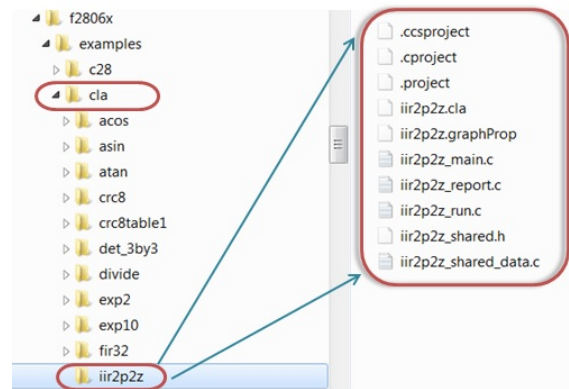 f2806x
examples
c28
cla
acos
asin
atan
crc8
crc8table1
det_3by3
divide
exp2
exp10
fir32
iir2p2z
.ccsproject
.cproject
.project
iir2p2z.cla
iir2p2z.graphProp
iir2p2z_main.c
iir2p2z_report.c
iir2p2z_run.c
iir2p2z_shared.h
iir2p2z_shared_data.c